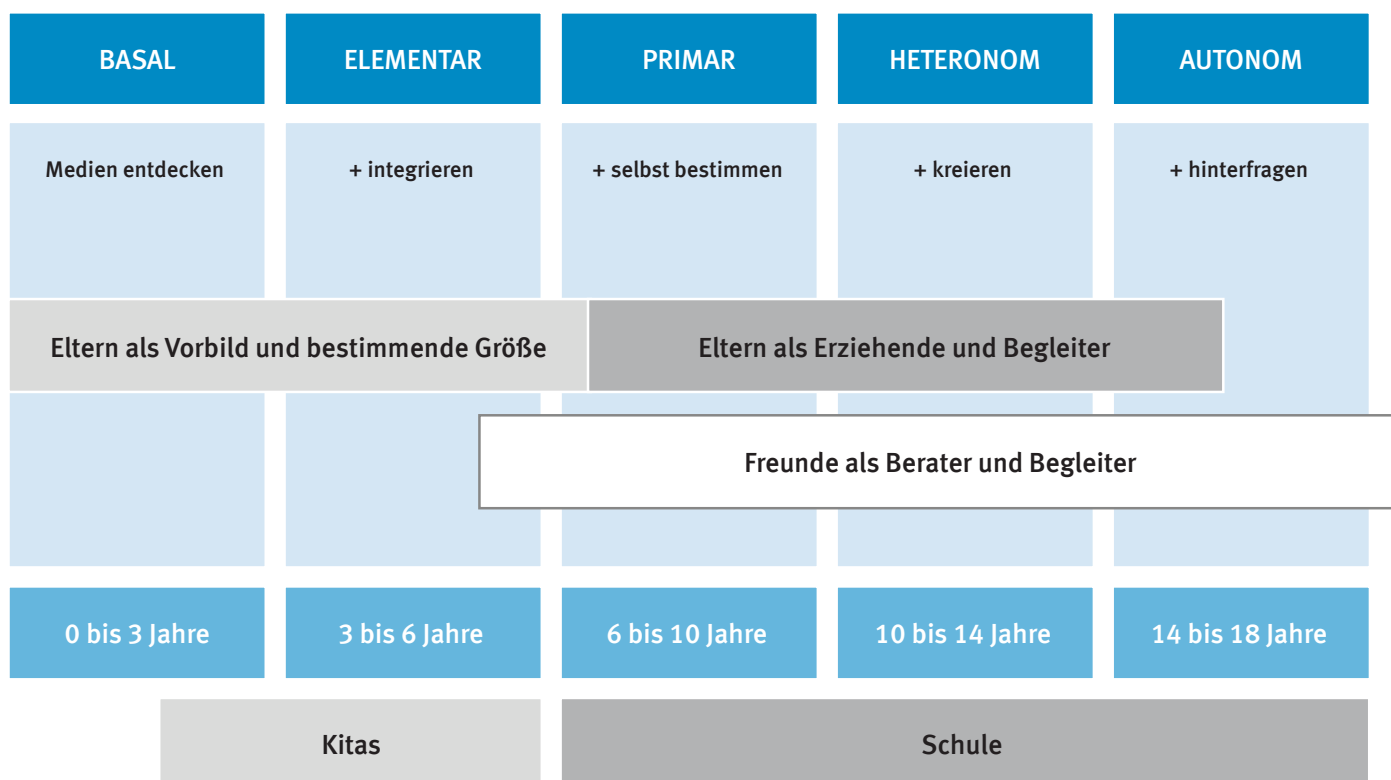 BASAL
ELEMENTAR
PRIMAR
HETERONOM
AUTONOM
Medien entdecken
+ integrieren
+ selbst bestimmen
+ kreieren
+ hinterfragen
Eltern als Vorbild und bestimmende Größe
Eltern als Erziehende und Begleiter
Freunde als Berater und Begleiter
0 bis 3 Jahre
3 bis 6 Jahre
6 bis 10 Jahre
10 bis 14 Jahre
14 bis 18 Jahre
Kitas
Schule